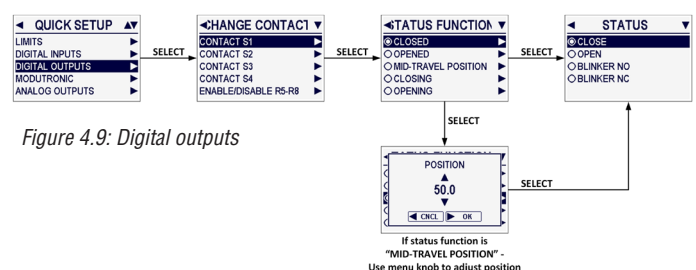 QUICK SETUP
LIMITS
DIGITAL INPUTS
DIGITAL OUTPUTS
MODUTRONIC
ANALOG OUTPUTS
SELECT
CHANGE CONTACT
CONTACT S1
CONTACT S2
CONTACT S3
CONTACT S4
ENABLE/DISABLE R5-R8
SELECT
STATUS FUNCTION
CLOSED
OPENED
MID-TRAVEL POSITION
CLOSING
OPENING
SELECT
STATUS
CLOSE
OPEN
BLINKER NO
BLINKER NC
SELECT
Figure 4.9: Digital outputs
POSITION
50.0
CNCL OK
SELECT
If status function is
"MID-TRAVEL POSITION" -
Use menu knob to adjust position